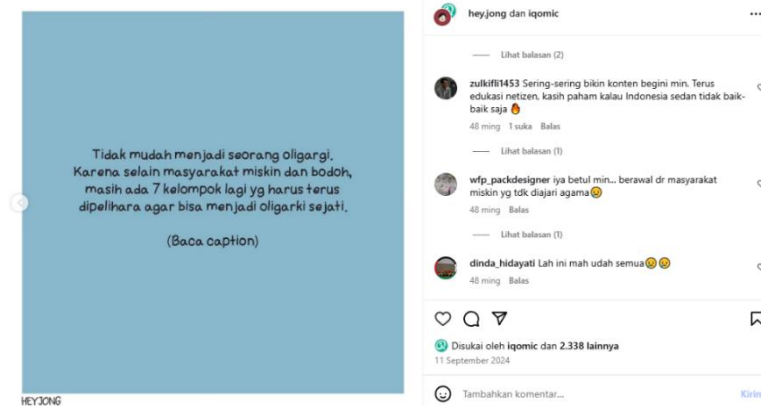 Tidak mudah menjadi seorang oligargi.
Karena selain masyarakat miskin dan bodoh,
masih ada 7 kelompok lagi yg harus terus
dipelihara agar bisa menjadi oligarki sejati.
(Baca caption)
HEYJONG
hey.jong dan iqomic
Lihat balasan (2)
zulkifli1453 Sering-sering bikin konten begini min. Terus
edukasi netizen, kasih paham kalau Indonesia sedan tidak baik-
baik saja
48 ming 1 suka Balas
Lihat balasan (1)
wfp_packdesigner iya betul min... berawal dr masyarakat
miskin yg tdk diajari agama
48 ming Balas
Lihat balasan (1)
dinda_hidayati Lah ini mah udah semua
48 ming Balas
Disukai oleh iqomic dan 2.338 lainnya
11 September 2024
Tambahkan komentar...
Kirim